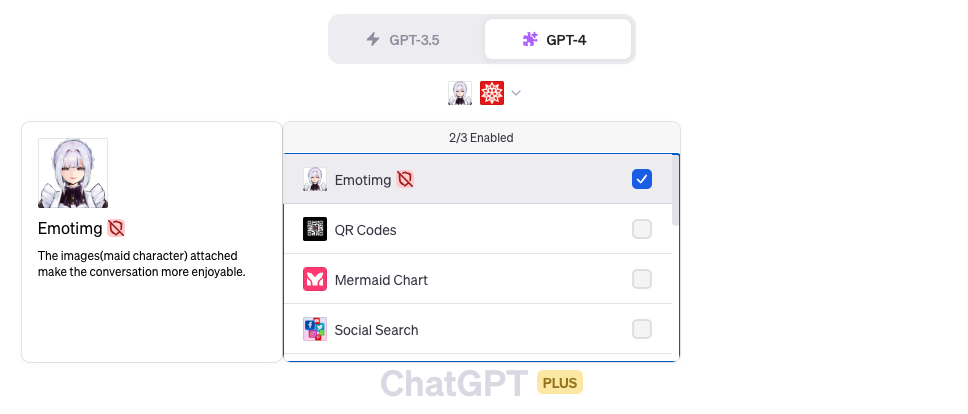 GPT-3.5
GPT-4
2/3 Enabled
Emotimg
The images(maid character) attached
make the conversation more enjoyable.
Emotimg
QR Codes
Mermaid Chart
Social Search
ChatGPT PLUS